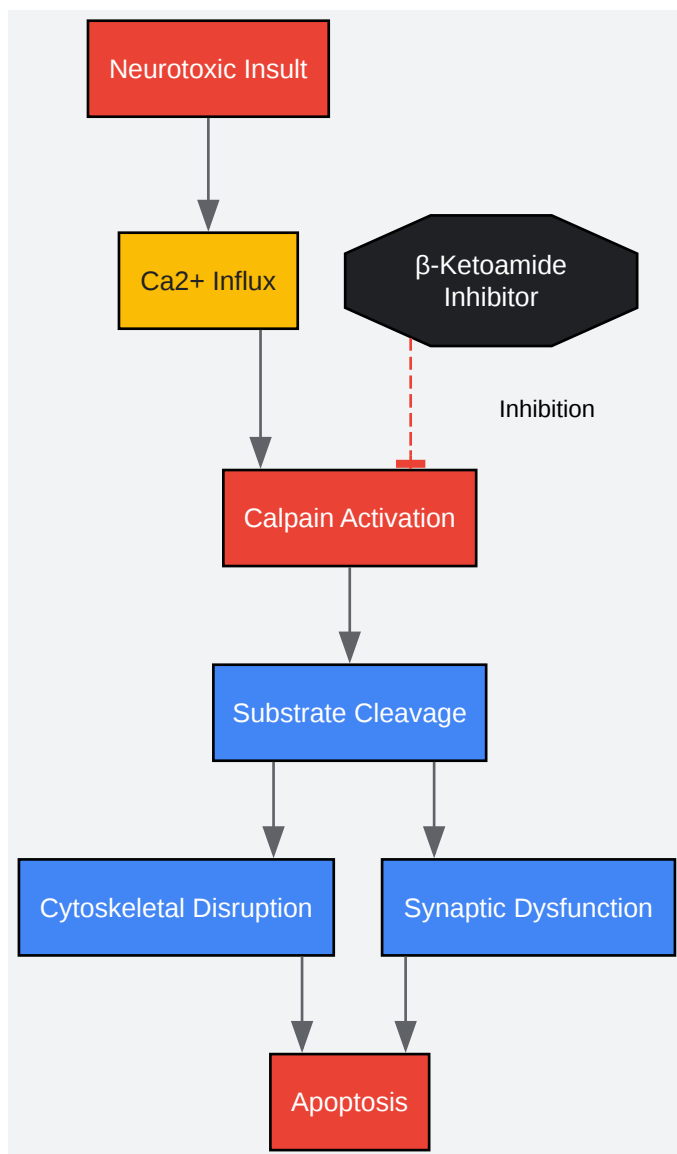 Neurotoxic Insult
Ca2+ Influx
β-Ketoamide
Inhibitor
Inhibition
Calpain Activation
Substrate Cleavage
Cytoskeletal Disruption
Synaptic Dysfunction
Apoptosis